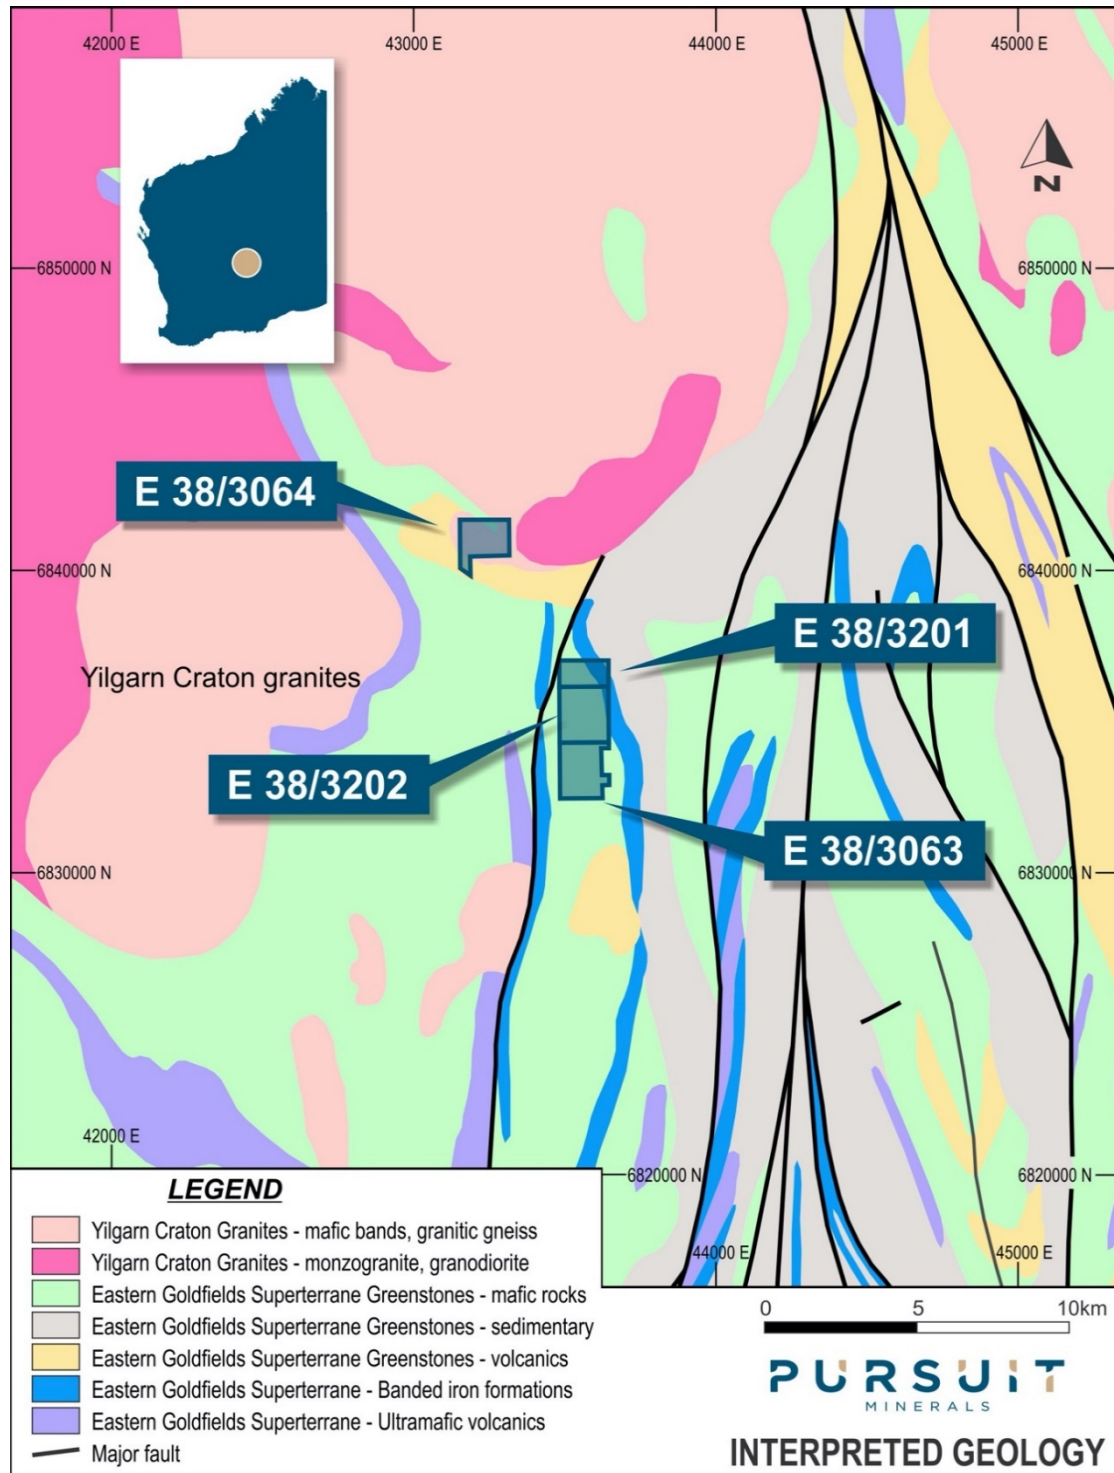 42000 E
43000 E
44000 E
45000 E
N
6850000 N
6850000 N
E 38/3064
6840000 N
6840000 N
E 38/3201
Yilgarn Craton granites
E 38/3202
E 38/3063
6830000 N
6830000 N
42000 E
6820000 N
6820000 N
44000 E
45000 E
LEGEND
Yilgarn Craton Granites - mafic bands, granitic gneiss
Yilgarn Craton Granites - monzogranite, granodiorite
Eastern Goldfields Superterrane Greenstones - mafic rocks
Eastern Goldfields Superterrane Greenstones - sedimentary
Eastern Goldfields Superterrane Greenstones - volcanics
Eastern Goldfields Superterrane - Banded iron formations
Eastern Goldfields Superterrane - Ultramafic volcanics
Major fault
0 5 10km
PURSUIT
MINERALS
INTERPRETED GEOLOGY